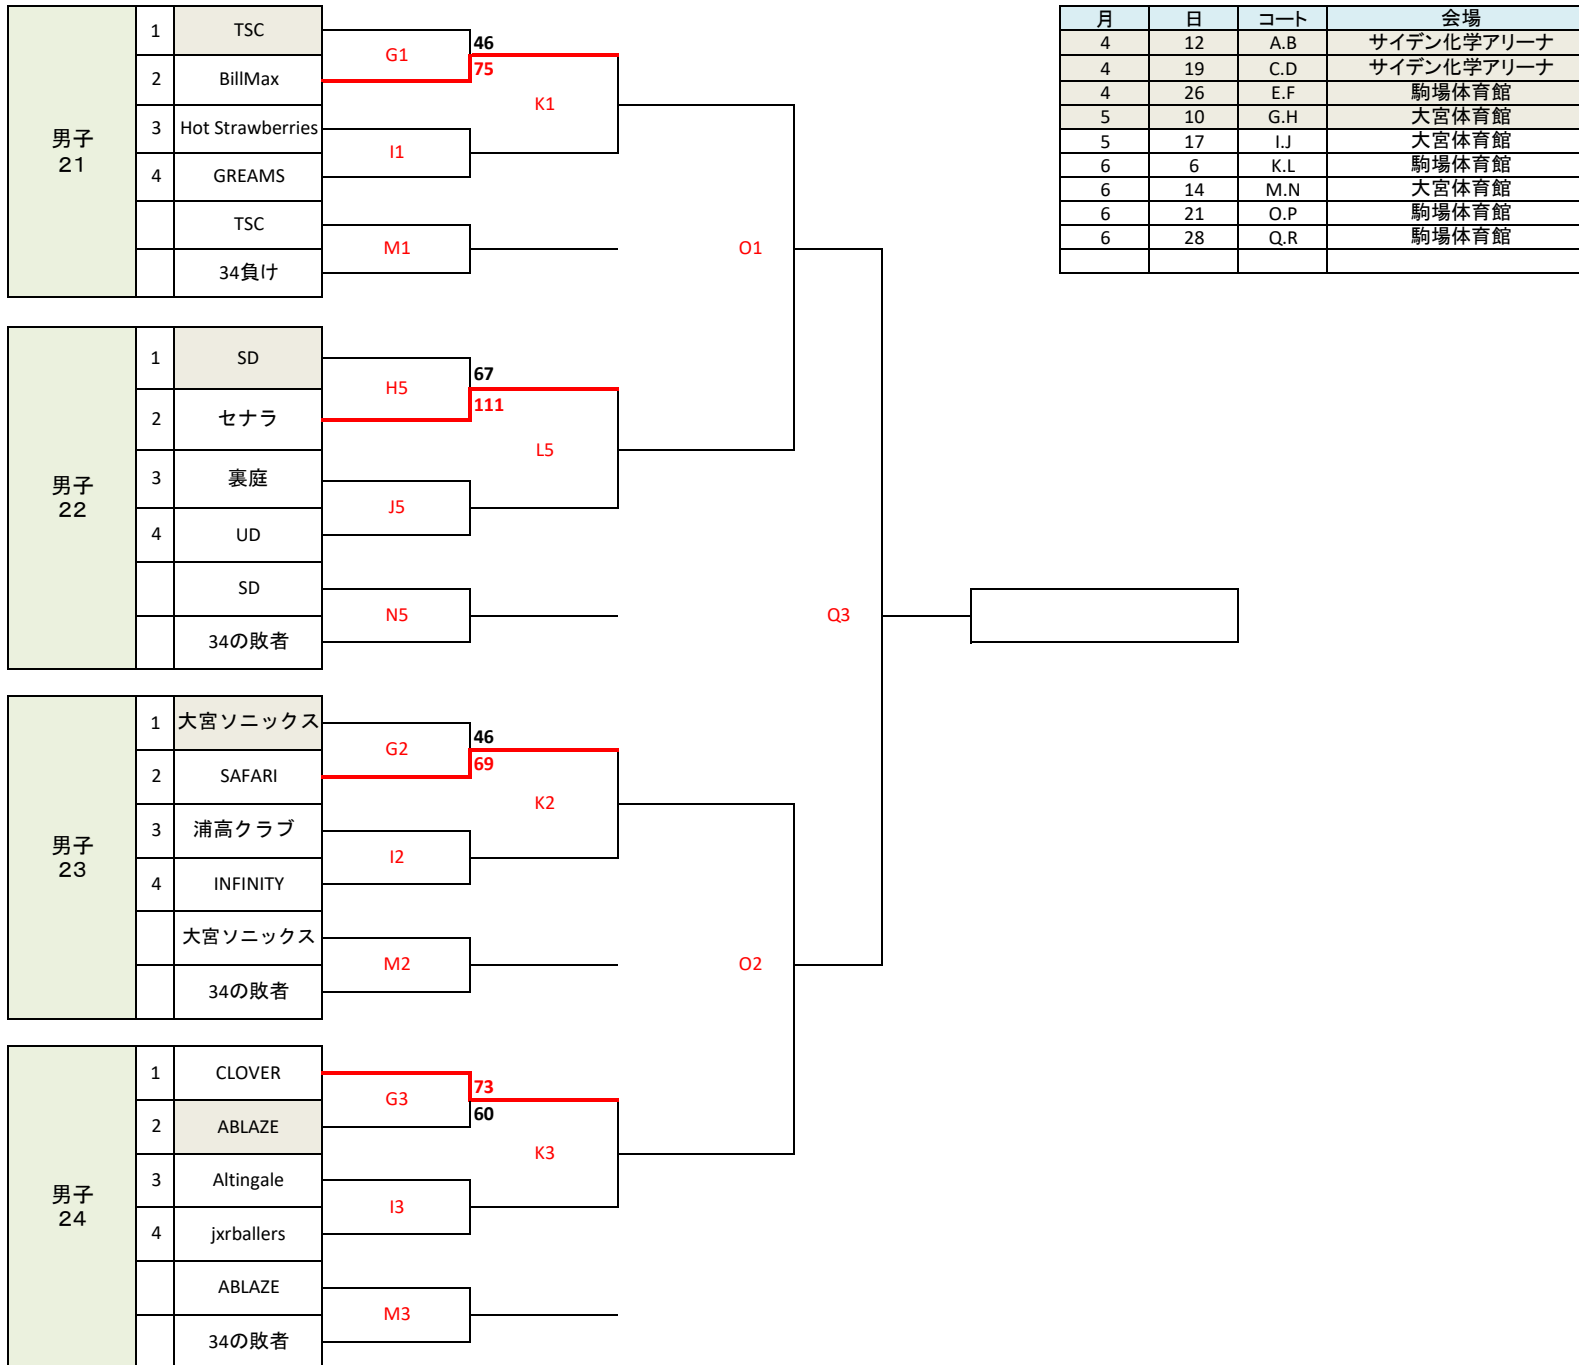 月 日 コート 会場
4 12 A.B サイデン化学アリーナ
4 19 C.D サイデン化学アリーナ
4 26 E.F 駒場体育館
5 10 G.H 大宮体育館
5 17 I.J 大宮体育館
6 6 K.L 駒場体育館
6 14 M.N 大宮体育館
6 21 O.P 駒場体育館
6 28 Q.R 駒場体育館
男子
21
1 TSC
G1
46
75
2 BillMax
K1
3 Hot Strawberries
I1
4 GREAMS
TSC
M1
O1
34負け
男子
22
1 SD
H5
67
111
2 セナラ
L5
3 裏庭
J5
4 UD
SD
N5
Q3
34の敗者
男子
23
1 大宮ソニックス
G2
46
69
2 SAFARI
K2
3 浦高クラブ
I2
4 INFINITY
大宮ソニックス
M2
O2
34の敗者
男子
24
1 CLOVER
G3
73
60
2 ABLAZE
K3
3 Altingale
I3
4 jxrballers
ABLAZE
M3
34の敗者